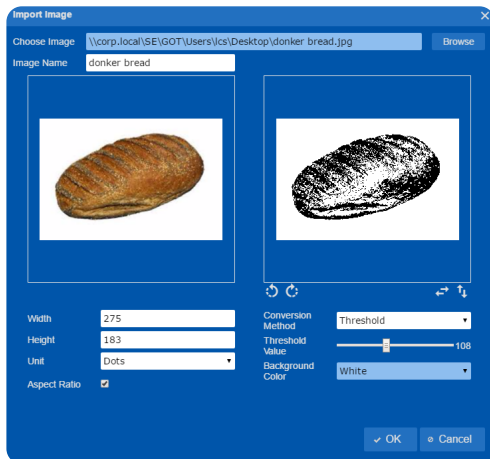 Import Image
Choose Image \\corp.local\SE\GOT\Users\lcs\Desktop\donker bread.jpg Browse
Image Name donker bread
Width 275
Height 183
Unit Dots
Aspect Ratio
Conversion Method Threshold
Threshold Value 108
Background Color White
OK Cancel